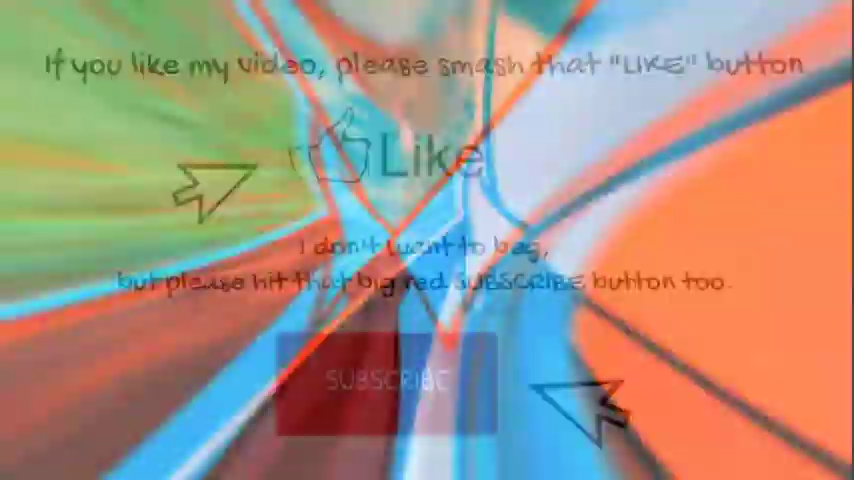 If you like my video, please smash that "LIKE" button
Like
I don't want to beg,
but please hit that big red SUBSCRIBE button too.
SUBSCRIBE